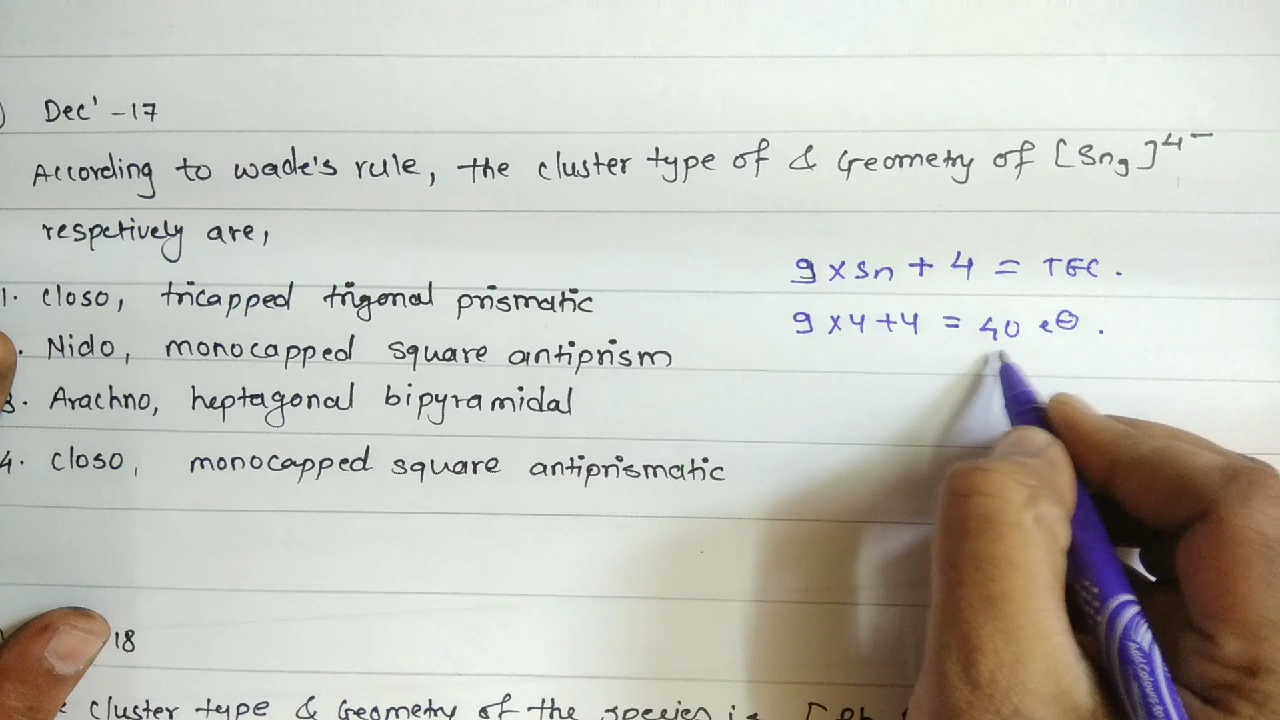 ) Dec' -17
According to wade's rule, the cluster type of & Geometry of [Sn9]4-
respetively are,
9 x Sn + 4 = TEC.
1. Closo, tricapped trigonal prismatic
9 x 4 + 4 = 40 e⊖.
. Nido, monocapped square antiprism
3. Arachno, heptagonal bipyramidal
4. Closo, monocapped square antiprismatic
18
cluster type & Geometry of the species is
AddColours